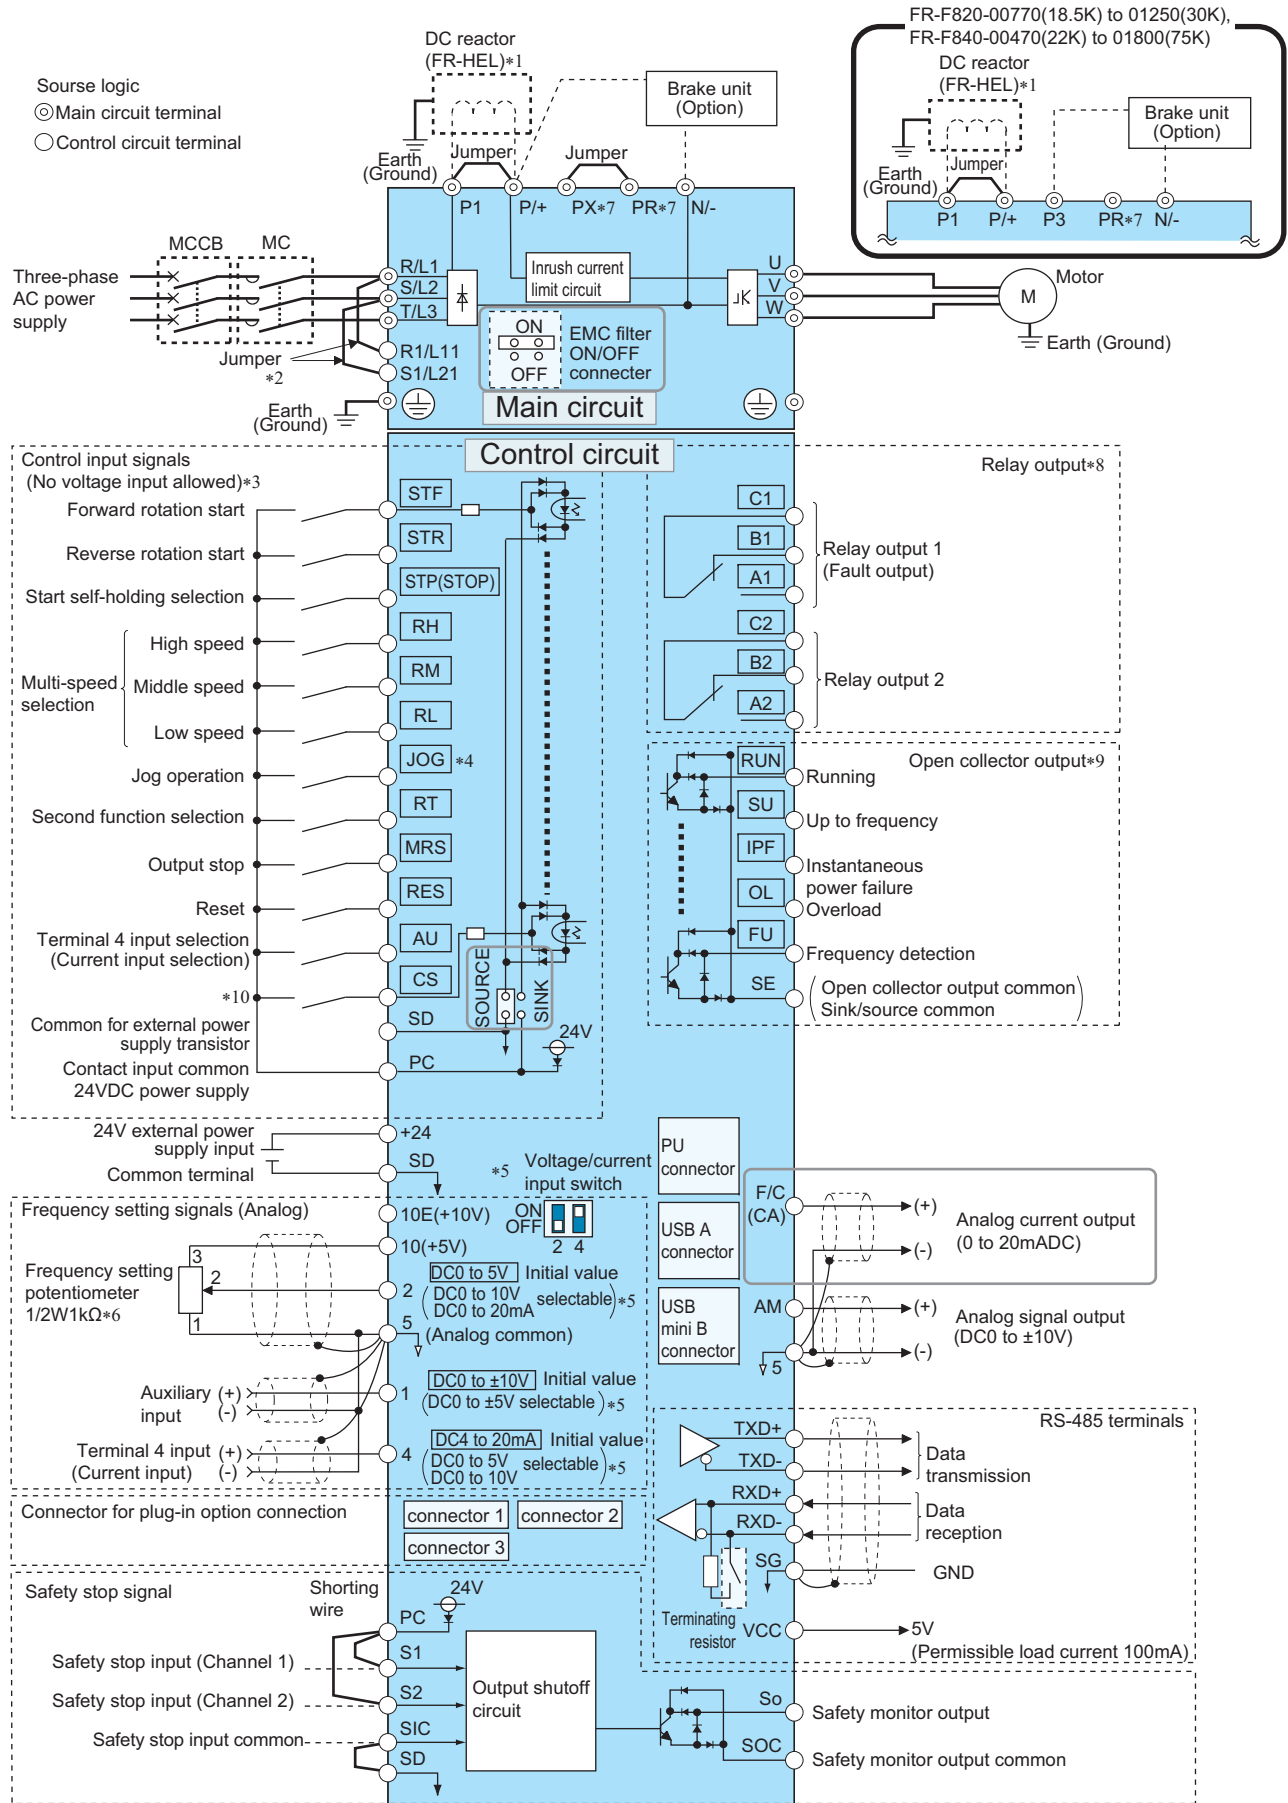 FR-F820-00770(18.5K) to 01250(30K),
FR-F840-00470(22K) to 01800(75K)
DC reactor
(FR-HEL)*1
Brake unit
(Option)
Earth
(Ground)
Jumper
P1
P/+
P3
PR*7
N/-
Sourse logic
Main circuit terminal
Control circuit terminal
DC reactor
(FR-HEL)*1
Brake unit
(Option)
Earth
(Ground)
Jumper
Jumper
P1
P/+
PX*7
PR*7
N/-
MCCB
MC
Three-phase
AC power
supply
R/L1
S/L2
T/L3
R1/L11
S1/L21
Jumper
*2
Earth
(Ground)
Inrush current
limit circuit
ON
OFF
EMC filter
ON/OFF
connecter
U
V
W
Motor
M
Earth (Ground)
Main circuit
Control circuit
Control input signals
(No voltage input allowed)*3
Forward rotation start
STF
Reverse rotation start
STR
Start self-holding selection
STP(STOP)
Multi-speed
selection
High speed
RH
Middle speed
RM
Low speed
RL
Jog operation
JOG *4
Second function selection
RT
Output stop
MRS
Reset
RES
Terminal 4 input selection
(Current input selection)
AU
*10
CS
SOURCE
SINK
Common for external power
supply transistor
SD
24V
Contact input common
24VDC power supply
PC
Relay output*8
C1
B1
A1
Relay output 1
(Fault output)
C2
B2
A2
Relay output 2
Open collector output*9
RUN
Running
SU
Up to frequency
IPF
Instantaneous
power failure
OL
Overload
FU
Frequency detection
SE
Open collector output common
Sink/source common
24V external power
supply input
+24
Common terminal
SD
*5
Voltage/current
input switch
ON
OFF
2 4
PU
connector
USB A
connector
USB
mini B
connector
Frequency setting signals (Analog)
10E(+10V)
10(+5V)
Frequency setting
potentiometer
1/2W1kΩ*6
3
2
1
2
DC0 to 5V Initial value
DC0 to 10V
DC0 to 20mA
selectable *5
5
(Analog common)
Auxiliary
input
(+)
(-)
1
DC0 to ±10V Initial value
(DC0 to ±5V selectable) *5
Terminal 4 input
(Current input)
(+)
(-)
4
DC4 to 20mA Initial value
DC0 to 5V
DC0 to 10V
selectable *5
F/C
(CA)
(+)
(-)
Analog current output
(0 to 20mADC)
AM
5
(+)
(-)
Analog signal output
(DC0 to ±10V)
Connector for plug-in option connection
connector 1
connector 2
connector 3
RS-485 terminals
TXD+
TXD-
Data
transmission
RXD+
RXD-
Data
reception
SG
GND
Terminating
resistor
VCC
5V
(Permissible load current 100mA)
Safety stop signal
Shorting
wire
24V
PC
Safety stop input (Channel 1)
S1
Safety stop input (Channel 2)
S2
Safety stop input common
SIC
SD
Output shutoff
circuit
So
Safety monitor output
SOC
Safety monitor output common